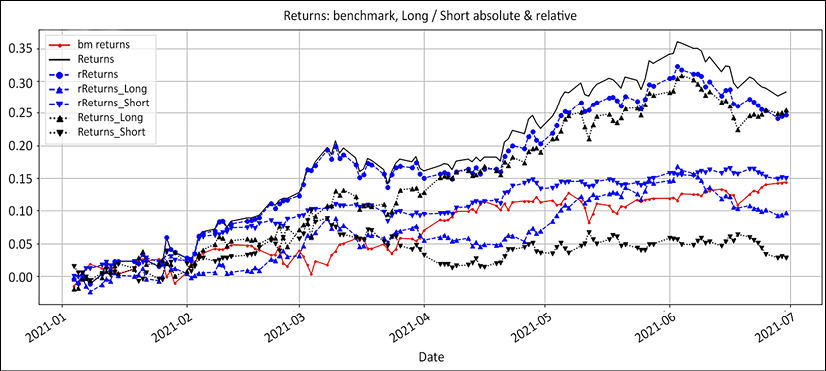 Returns: benchmark, Long / Short absolute & relative
bm returns
Returns
rReturns
rReturns_Long
rReturns_Short
Returns_Long
Returns_Short
0.35
0.30
0.25
0.20
0.15
0.10
0.05
0.00
2021-01
2021-02
2021-03
2021-04
2021-05
2021-06
2021-07
Date